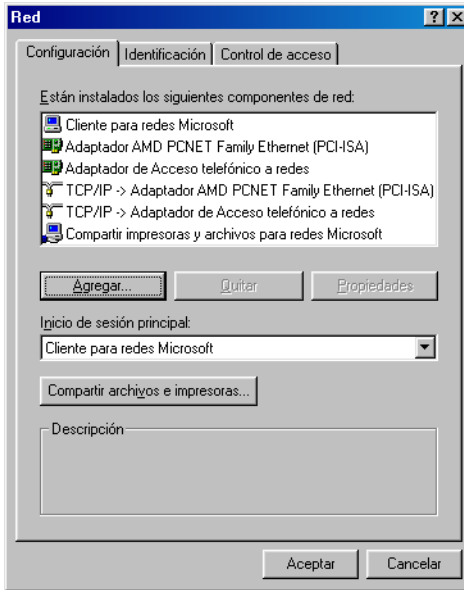 Red
Configuración Identificación Control de acceso
Están instalados los siguientes componentes de red:
Cliente para redes Microsoft
Adaptador AMD PCNET Family Ethernet (PCI-ISA)
Adaptador de Acceso telefónico a redes
TCP/IP -> Adaptador AMD PCNET Family Ethernet (PCI-ISA)
TCP/IP -> Adaptador de Acceso telefónico a redes
Compartir impresoras y archivos para redes Microsoft
Agregar... Quitar Propiedades
Inicio de sesión principal:
Cliente para redes Microsoft
Compartir archivos e impresoras...
Descripción
Aceptar Cancelar